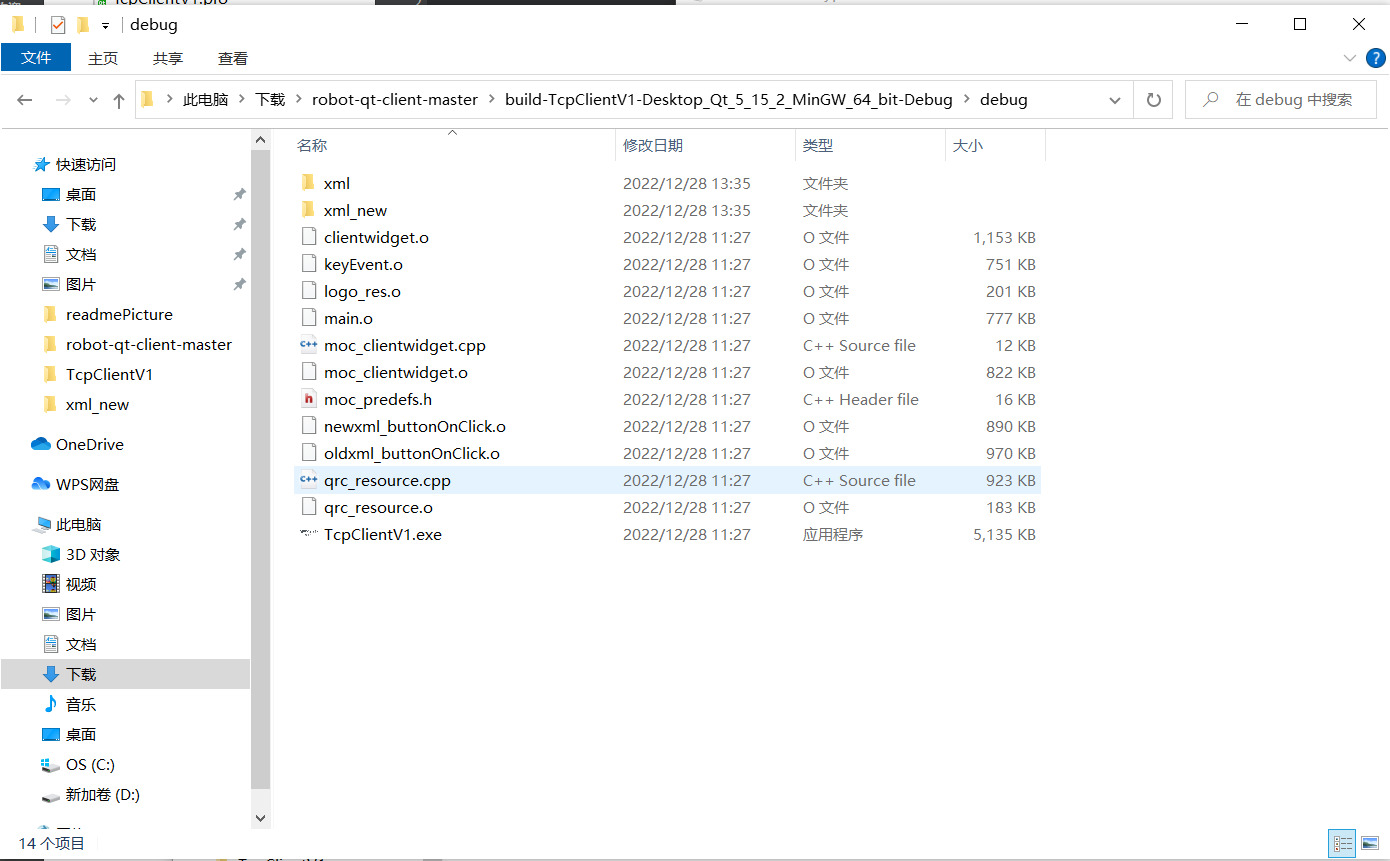 TcpClientV1.pro
debug
文件 主页 共享 查看
此电脑 下载 robot-qt-client-master build-TcpClientV1-Desktop_Qt_5_15_2_MinGW_64_bit-Debug debug
在 debug 中搜索
快速访问
桌面
下载
文档
图片
readmePicture
robot-qt-client-master
TcpClientV1
xml_new
OneDrive
WPS网盘
此电脑
3D 对象
视频
图片
文档
下载
音乐
桌面
OS (C:)
新加卷 (D:)
名称 修改日期 类型 大小
xml 2022/12/28 13:35 文件夹
xml_new 2022/12/28 13:35 文件夹
clientwidget.o 2022/12/28 11:27 O 文件 1,153 KB
keyEvent.o 2022/12/28 11:27 O 文件 751 KB
logo_res.o 2022/12/28 11:27 O 文件 201 KB
main.o 2022/12/28 11:27 O 文件 777 KB
moc_clientwidget.cpp 2022/12/28 11:27 C++ Source file 12 KB
moc_clientwidget.o 2022/12/28 11:27 O 文件 822 KB
moc_predefs.h 2022/12/28 11:27 C++ Header file 16 KB
newxml_buttonOnClick.o 2022/12/28 11:27 O 文件 890 KB
oldxml_buttonOnClick.o 2022/12/28 11:27 O 文件 970 KB
qrc_resource.cpp 2022/12/28 11:27 C++ Source file 923 KB
qrc_resource.o 2022/12/28 11:27 O 文件 183 KB
TcpClientV1.exe 2022/12/28 11:27 应用程序 5,135 KB
14 个项目